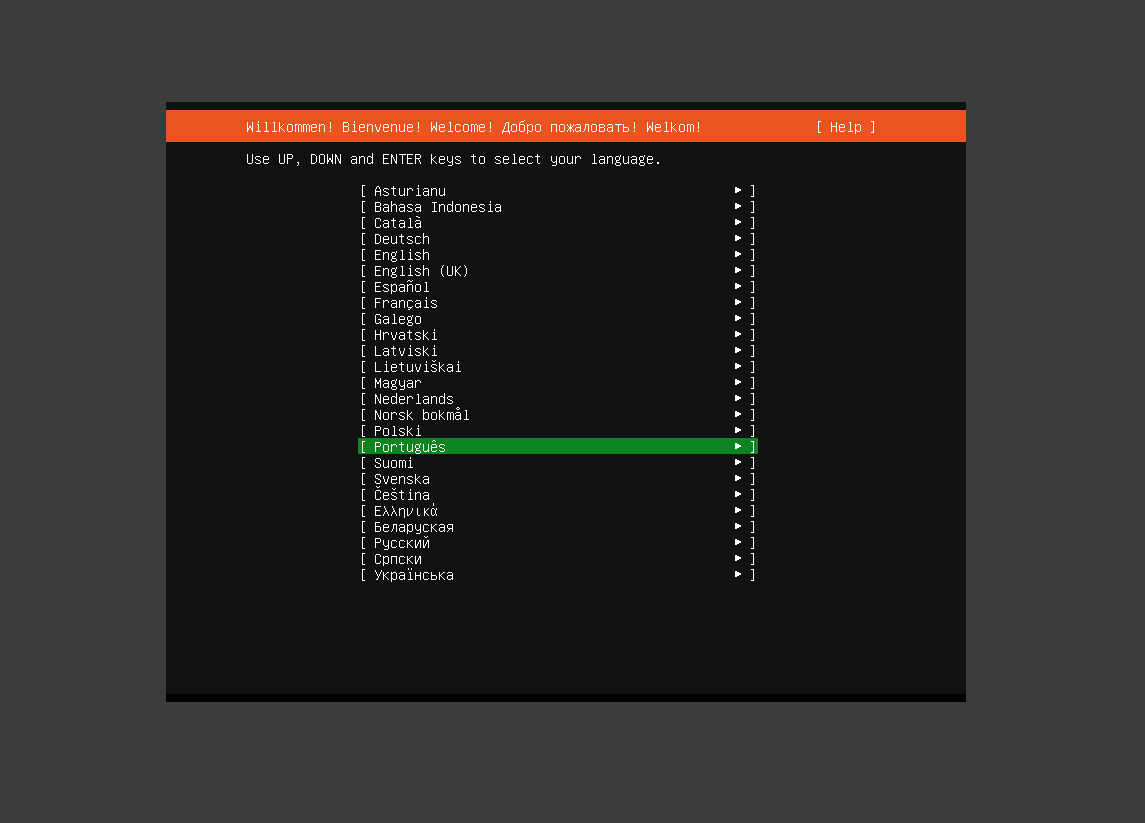 Willkommen! Bienvenue! Welcome! Добро пожаловать! Welkom! [ Help ]
Use UP, DOWN and ENTER keys to select your language.
[ Asturianu ► ]
[ Bahasa Indonesia ► ]
[ Català ► ]
[ Deutsch ► ]
[ English ► ]
[ English (UK) ► ]
[ Español ► ]
[ Français ► ]
[ Galego ► ]
[ Hrvatski ► ]
[ Latviski ► ]
[ Lietuviškai ► ]
[ Magyar ► ]
[ Nederlands ► ]
[ Norsk bokmål ► ]
[ Polski ► ]
[ Português ► ]
[ Suomi ► ]
[ Svenska ► ]
[ Čeština ► ]
[ Ελληνικά ► ]
[ Беларуская ► ]
[ Русский ► ]
[ Српски ► ]
[ Українська ► ]